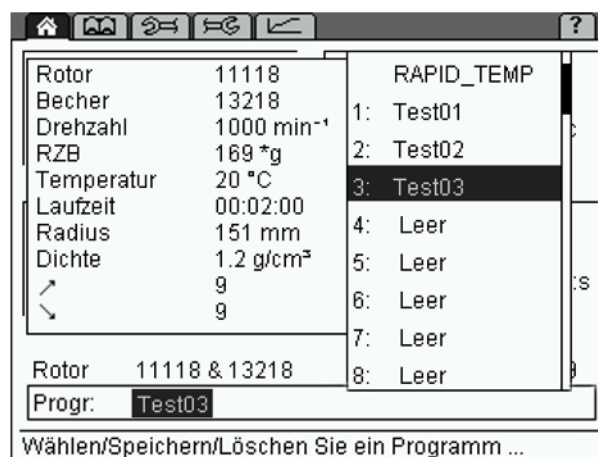 ?
Rotor 11118
Becher 13218
Drehzahl 1000 min⁻¹
RZB 169 *g
Temperatur 20 °C
Laufzeit 00:02:00
Radius 151 mm
Dichte 1.2 g/cm³
↗ 9
↘ 9
RAPID_TEMP
1: Test01
2: Test02
3: Test03
4: Leer
5: Leer
6: Leer
7: Leer
8: Leer
:s
Rotor 11118 & 13218
Progr: Test03
Wählen/Speichern/Löschen Sie ein Programm ...